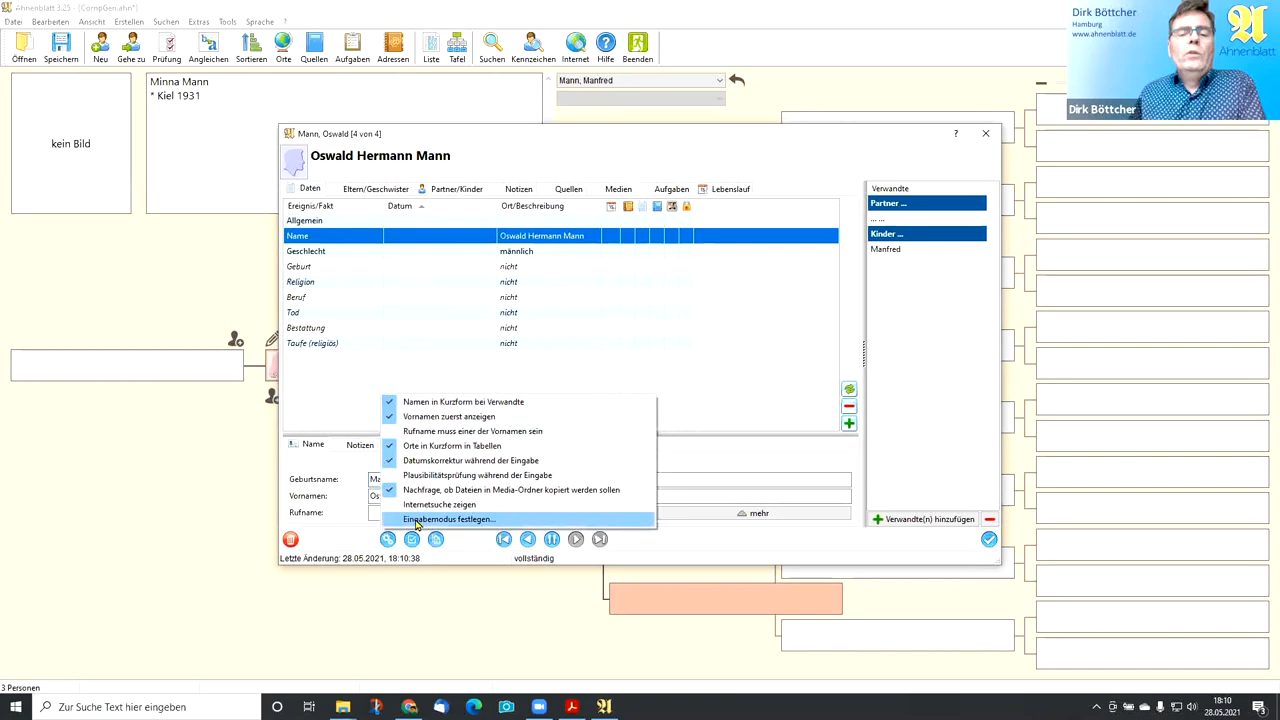 Ahnenblatt 3.25 - [CompGen.ahn*]
Datei Bearbeiten Ansicht Erstellen Suchen Extras Tools Sprache ?
Öffnen Speichern Neu Gehe zu Prüfung Angleichen Sortieren Orte Quellen Aufgaben Adressen Liste Tafel Suchen Kennzeichen Internet Hilfe Beenden
Dirk Böttcher
Hamburg
www.ahnenblatt.de
Ahnenblatt
Dirk Böttcher
kein Bild
Minna Mann
* Kiel 1931
Mann, Manfred
Mann, Oswald [4 von 4]
?
Oswald Hermann Mann
Daten Eltern/Geschwister Partner/Kinder Notizen Quellen Medien Aufgaben Lebenslauf
Ereignis/Fakt Datum Ort/Beschreibung
Allgemein
Name Oswald Hermann Mann
Geschlecht männlich
Geburt nicht
Religion nicht
Beruf nicht
Tod nicht
Bestattung nicht
Taufe (religiös) nicht
Verwandte
Partner ...
... ...
Kinder ...
Manfred
Namen in Kurzform bei Verwandte
Vornamen zuerst anzeigen
Rufname muss einer der Vornamen sein
Orte in Kurzform in Tabellen
Datumskorrektur während der Eingabe
Plausibilitätsprüfung während der Eingabe
Nachfrage, ob Dateien in Media-Ordner kopiert werden sollen
Internetsuche zeigen
Eingabemodus festlegen...
Name Notizen
Geburtsname: Ma
Vornamen: Os
Rufname:
mehr
Verwandte(n) hinzufügen
Letzte Änderung: 28.05.2021, 18:10:38 vollständig
3 Personen
Zur Suche Text hier eingeben
18:10
28.05.2021